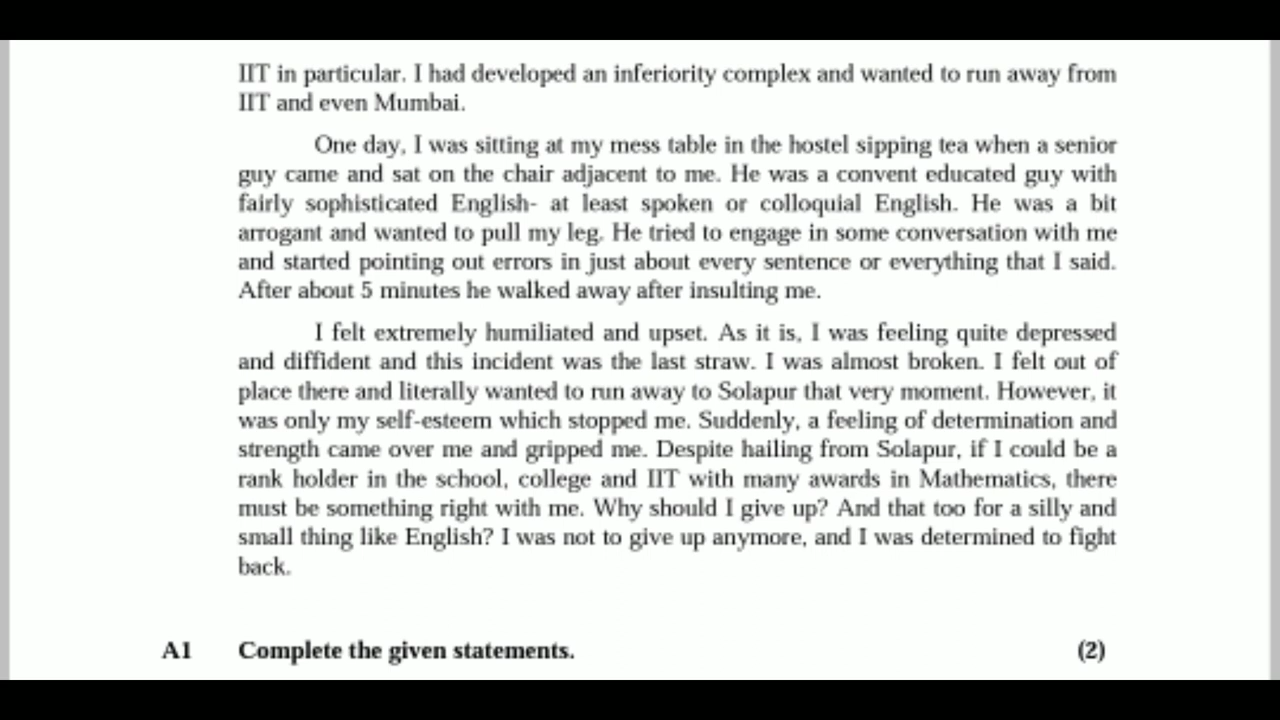 IIT in particular. I had developed an inferiority complex and wanted to run away from
IIT and even Mumbai.
One day, I was sitting at my mess table in the hostel sipping tea when a senior
guy came and sat on the chair adjacent to me. He was a convent educated guy with
fairly sophisticated English- at least spoken or colloquial English. He was a bit
arrogant and wanted to pull my leg. He tried to engage in some conversation with me
and started pointing out errors in just about every sentence or everything that I said.
After about 5 minutes he walked away after insulting me.
I felt extremely humiliated and upset. As it is, I was feeling quite depressed
and diffident and this incident was the last straw. I was almost broken. I felt out of
place there and literally wanted to run away to Solapur that very moment. However, it
was only my self-esteem which stopped me. Suddenly, a feeling of determination and
strength came over me and gripped me. Despite hailing from Solapur, if I could be a
rank holder in the school, college and IIT with many awards in Mathematics, there
must be something right with me. Why should I give up? And that too for a silly and
small thing like English? I was not to give up anymore, and I was determined to fight
back.
A1 Complete the given statements. (2)